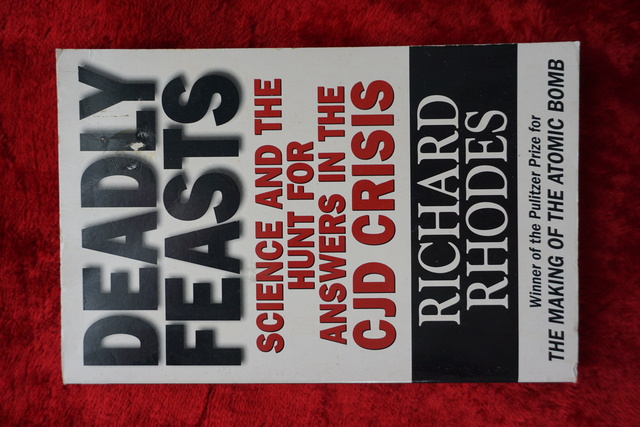 DEADLY
FEASTS
SCIENCE AND THE
HUNT FOR
ANSWERS IN THE
CJD CRISIS
RICHARD
RHODES
Winner of the Pulitzer Prize for
THE MAKING OF THE ATOMIC BOMB